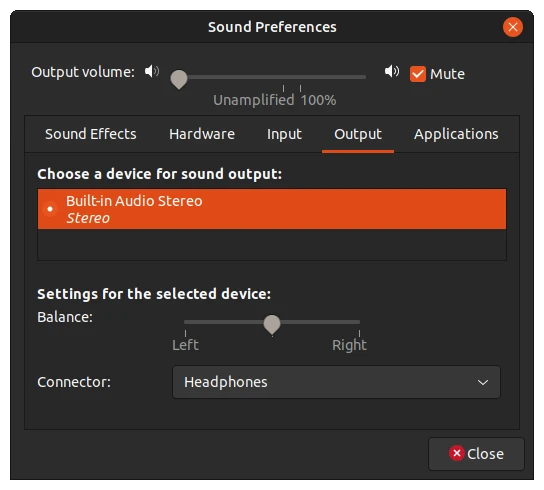 Sound Preferences
Output volume: Mute
Unamplified 100%
Sound Effects Hardware Input Output Applications
Choose a device for sound output:
Built-in Audio Stereo
Stereo
Settings for the selected device:
Balance:
Left Right
Connector: Headphones
Close